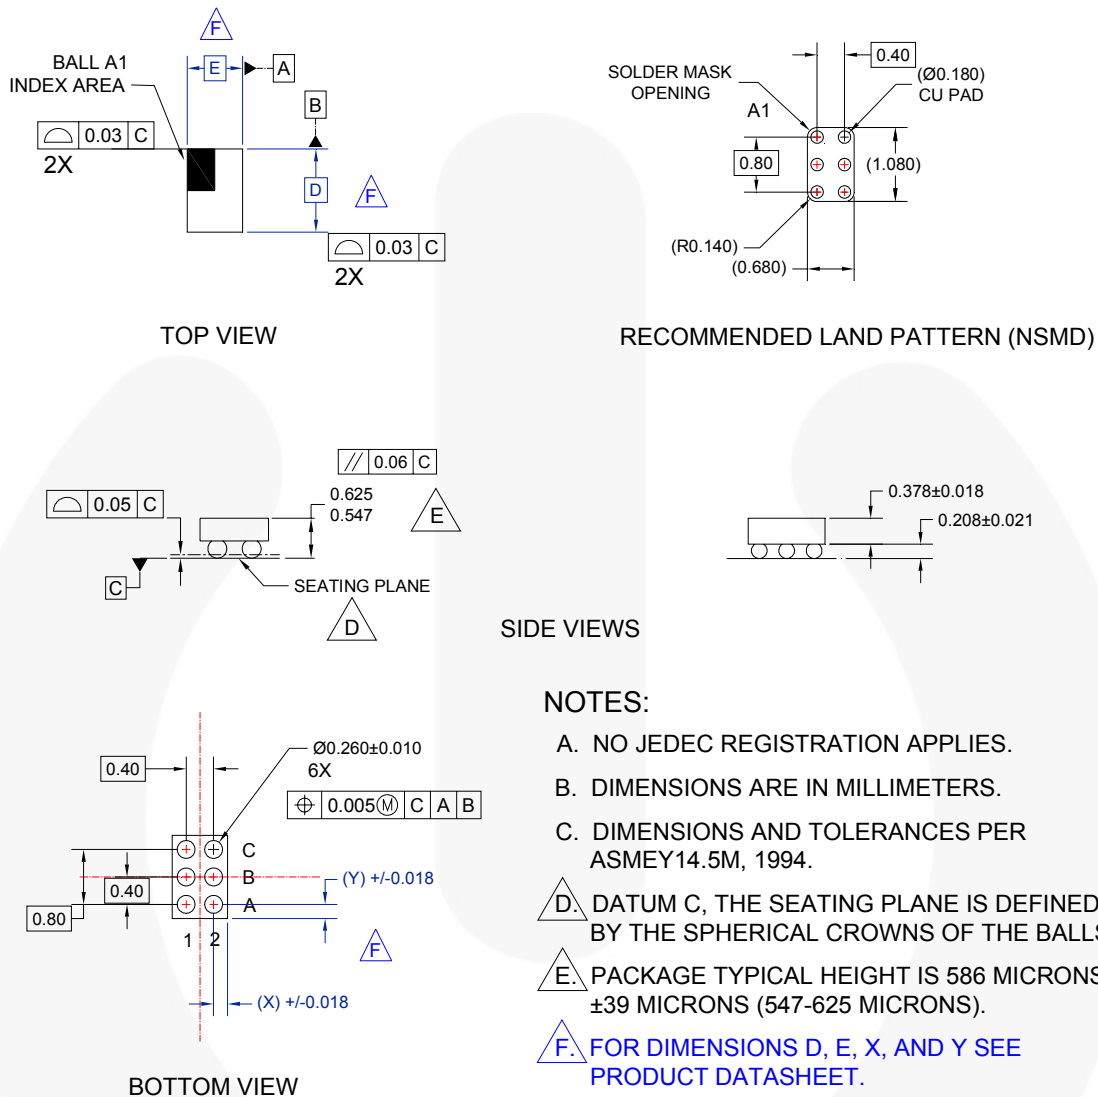 F
BALL A1
INDEX AREA
E
A
B
0.03 C
2X
D
F
0.03 C
2X
TOP VIEW
0.40
SOLDER MASK
OPENING
(Ø0.180)
CU PAD
A1
0.80
(1.080)
(R0.140)
(0.680)
RECOMMENDED LAND PATTERN (NSMD)
// 0.06 C
0.05 C
0.625
0.547
E
C
SEATING PLANE
D
0.378±0.018
0.208±0.021
SIDE VIEWS
Ø0.260±0.010
6X
0.40
⌖ 0.005Ⓜ C A B
C
B
A
0.40
0.80
(Y) +/-0.018
1 2
F
(X) +/-0.018
BOTTOM VIEW
NOTES:
A. NO JEDEC REGISTRATION APPLIES.
B. DIMENSIONS ARE IN MILLIMETERS.
C. DIMENSIONS AND TOLERANCES PER
ASMEY14.5M, 1994.
D. DATUM C, THE SEATING PLANE IS DEFINED
BY THE SPHERICAL CROWNS OF THE BALLS
E. PACKAGE TYPICAL HEIGHT IS 586 MICRONS
±39 MICRONS (547-625 MICRONS).
F. FOR DIMENSIONS D, E, X, AND Y SEE
PRODUCT DATASHEET.